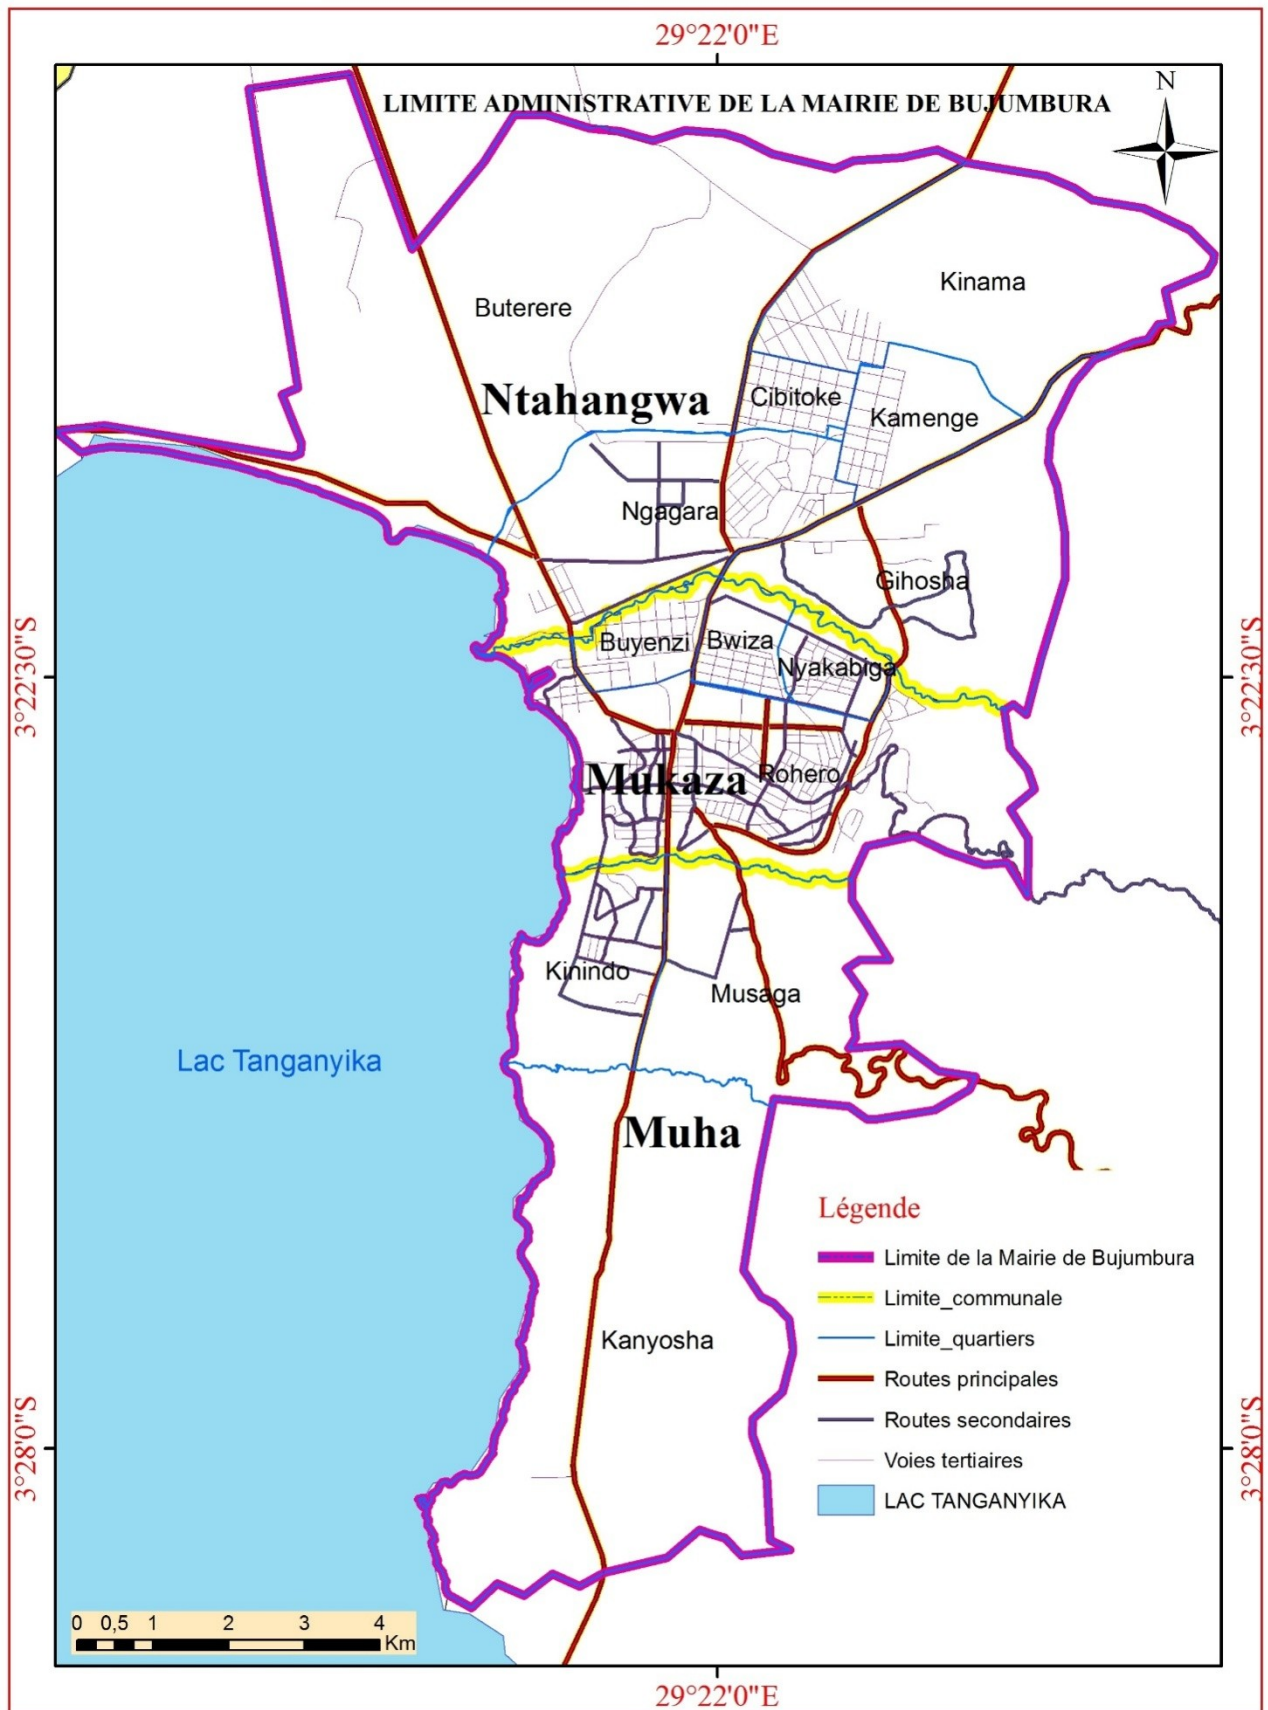 29°22'0"E
LIMITE ADMINISTRATIVE DE LA MAIRIE DE BUJUMBURA
N
Kinama
Buterere
Ntahangwa
Cibitoke
Kamenge
Ngagara
Gihosha
Buyenzi
Bwiza
Nyakabiga
3°22'30"S
3°22'30"S
Mukaza
Rohero
Kinindo
Musaga
Lac Tanganyika
Muha
Légende
Limite de la Mairie de Bujumbura
Limite_communale
Limite_quartiers
Kanyosha
Routes principales
Routes secondaires
3°28'0"S
3°28'0"S
Voies tertiaires
LAC TANGANYIKA
0 0,5 1 2 3 4
Km
29°22'0"E